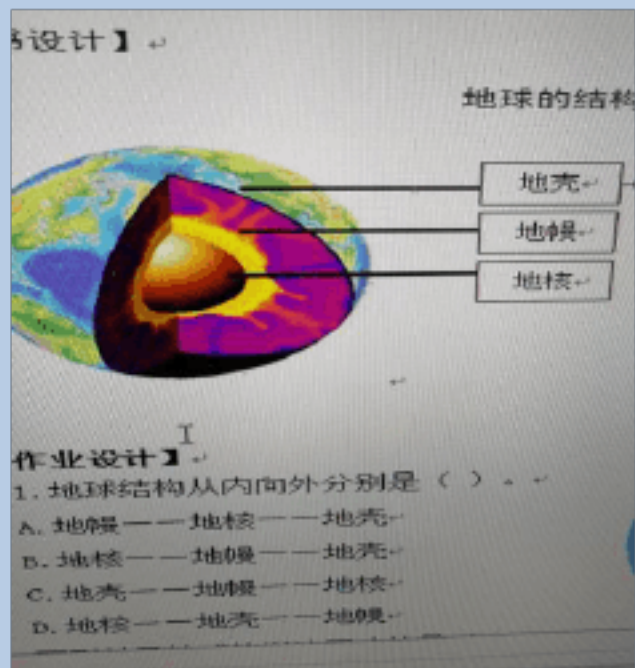 书设计】
地球的结构
地壳
地幔
地核
作业设计】
1.地球结构从内向外分别是（ ）。
A. 地幔——地核——地壳
B. 地核——地幔——地壳
C. 地壳——地幔——地核
D. 地核——地壳——地幔